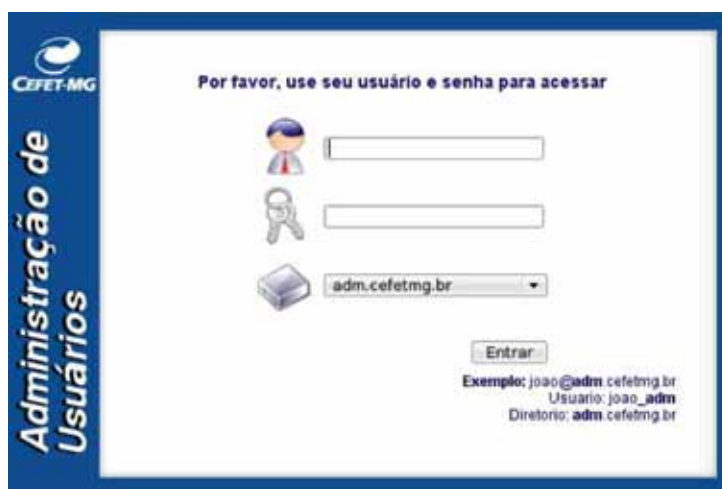 CEFET-MG
Administração de
Usuários
Por favor, use seu usuário e senha para acessar
adm.cefetmg.br
Entrar
Exemplo: joao@adm.cefetmg.br
Usuario: joao_adm
Diretorio: adm.cefetmg.br